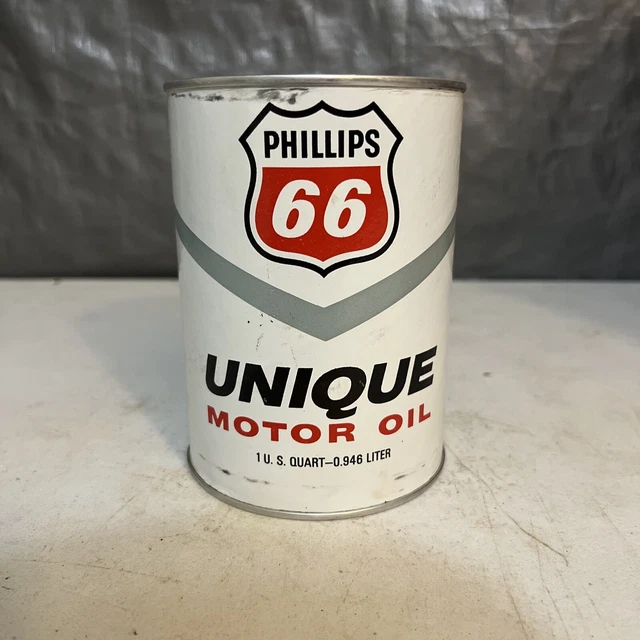 PHILLIPS
66
UNIQUE
MOTOR OIL
1 U. S. QUART–0.946 LITER